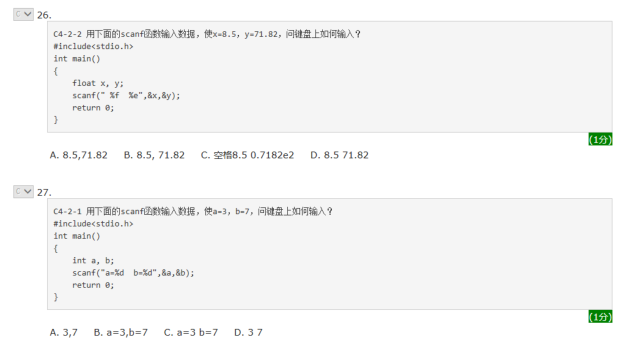 C 26.
C4-2-2 用下面的scanf函数输入数据，使x=8.5，y=71.82，问键盘上如何输入？
#include<stdio.h>
int main()
{
float x, y;
scanf(" %f  %e",&x,&y);
return 0;
}
(1分)
A. 8.5,71.82 B. 8.5, 71.82 C. 空格8.5 0.7182e2 D. 8.5 71.82
C 27.
C4-2-1 用下面的scanf函数输入数据，使a=3，b=7，问键盘上如何输入？
#include<stdio.h>
int main()
{
int a, b;
scanf("a=%d  b=%d",&a,&b);
return 0;
}
(1分)
A. 3,7 B. a=3,b=7 C. a=3 b=7 D. 3 7